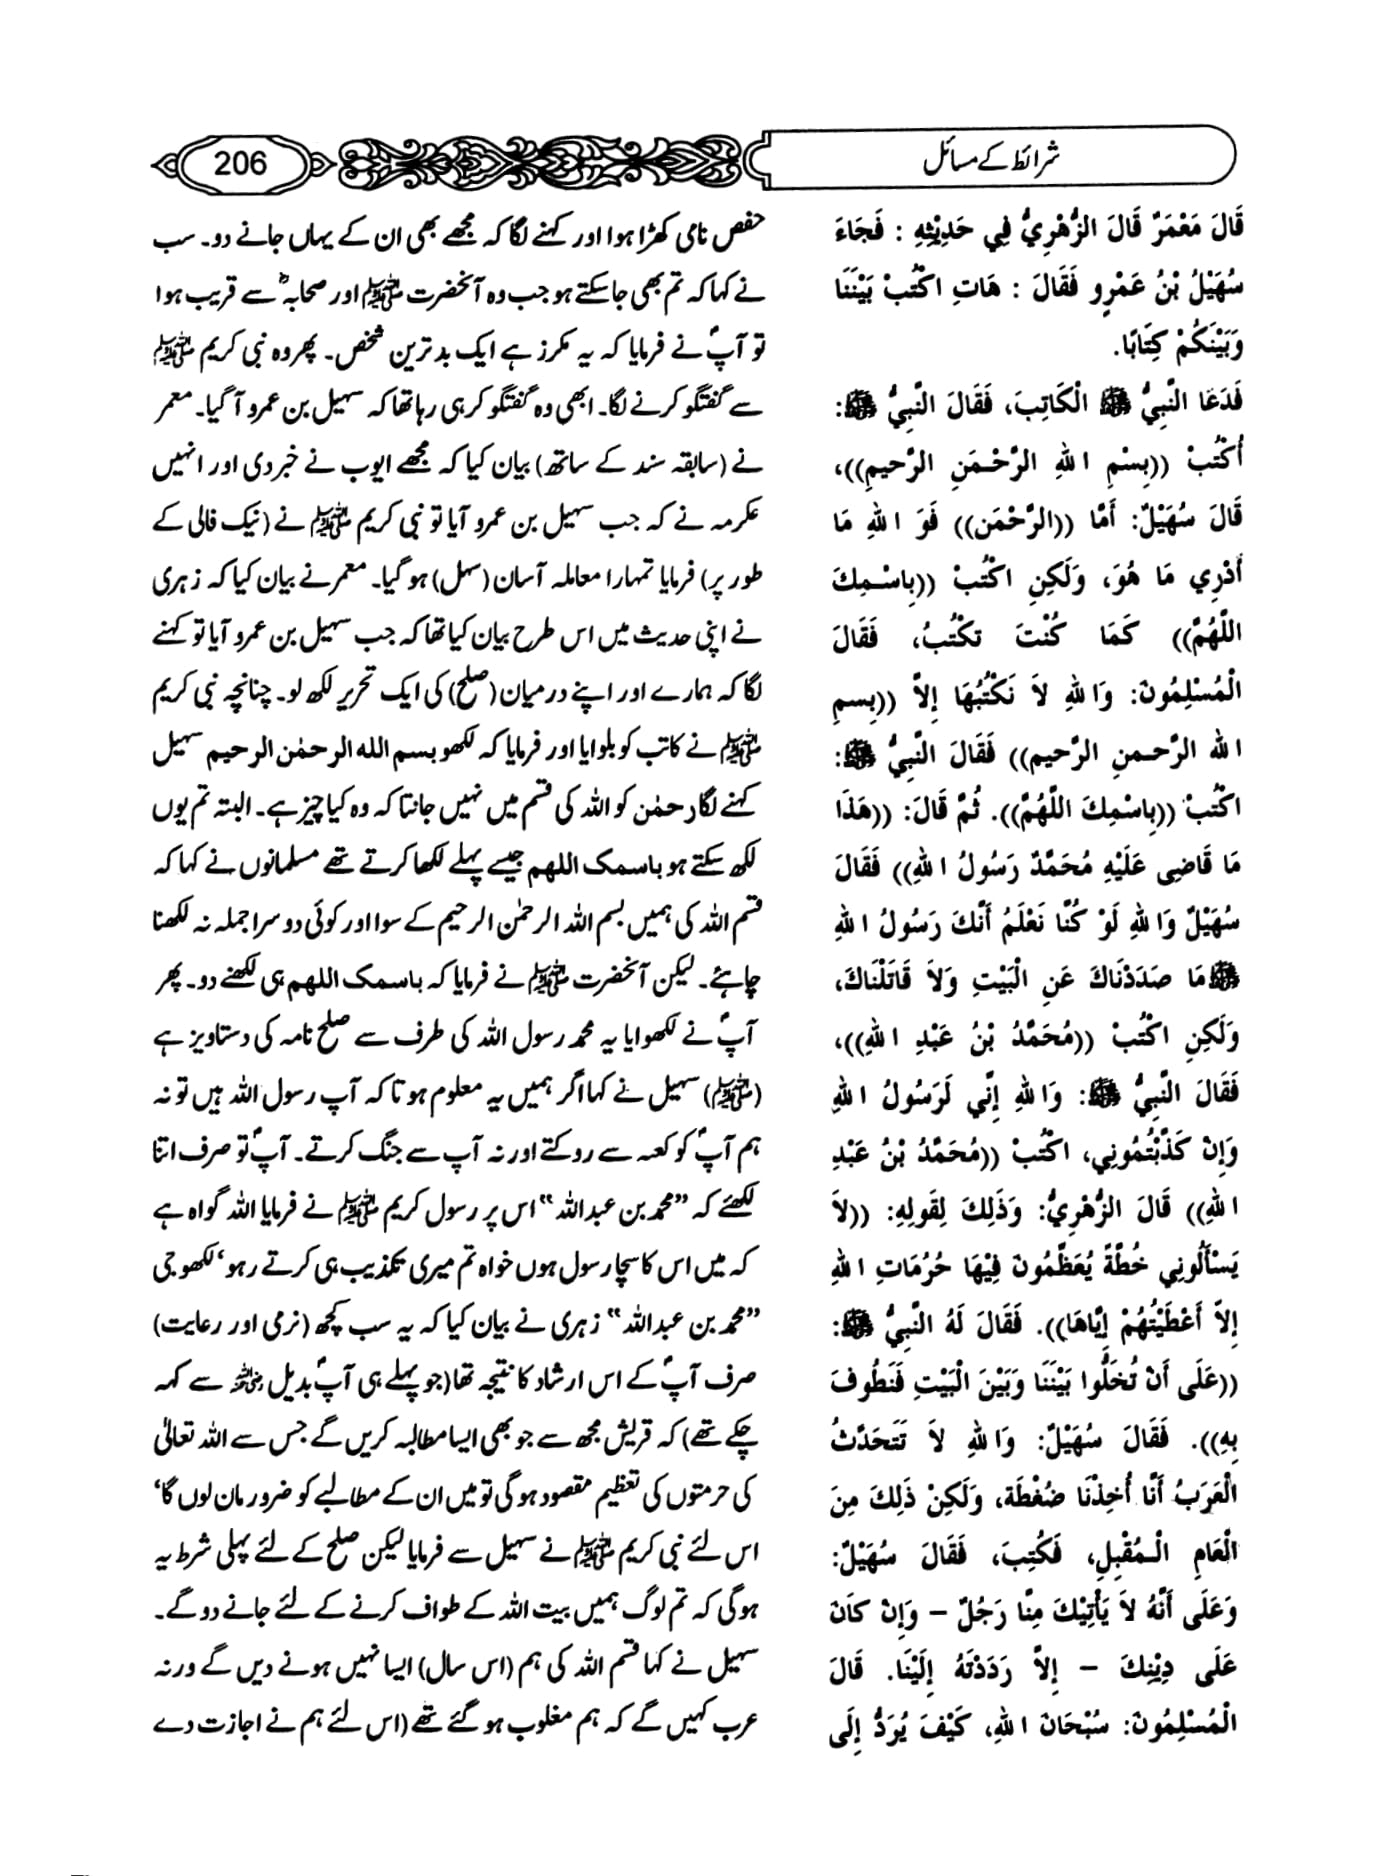 شرائط کے مسائل
206
قَالَ مَعْمَرٌ قَالَ الزُّهْرِيُّ فِي حَدِيْثِهِ : فَجَاءَ
سُهَيْلُ بْنُ عَمْرٍو فَقَالَ : هَاتِ اكْتُبْ بَيْنَنَا
وَبَيْنَكُمْ كِتَابًا.
فَدَعَا النَّبِيُّ ﷺ الْكَاتِبَ، فَقَالَ النَّبِيُّ ﷺ:
أُكْتُبْ ((بِسْمِ اللهِ الرَّحْمَنِ الرَّحِيمِ))،
قَالَ سُهَيْلٌ: أَمَّا ((الرَّحْمَن)) فَوَ اللهِ مَا
أَدْرِي مَا هُوَ، وَلَكِنِ اكْتُبْ ((بِاسْمِكَ
اللَّهُمَّ)) كَمَا كُنْتَ تَكْتُبُ، فَقَالَ
الْمُسْلِمُونَ: وَاللهِ لاَ نَكْتُبُهَا إِلاَّ ((بِسمِ
اللهِ الرَّحمنِ الرَّحيم)) فَقَالَ النَّبِيُّ ﷺ:
اكْتُبْ ((بِاسْمِكَ اللَّهُمَّ)). ثُمَّ قَالَ: ((هَذَا
مَا قَاضِى عَلَيْهِ مُحَمَّدٌ رَسُولُ اللهِ)) فَقَالَ
سُهَيْلٌ وَاللهِ لَوْ كُنَّا نَعْلَمُ أَنَّكَ رَسُولُ اللهِ
ﷺ مَا صَدَدْنَاكَ عَنِ الْبَيْتِ وَلاَ قَاتَلْنَاكَ،
وَلَكِنِ اكْتُبْ ((مُحَمَّدُ بْنُ عَبْدِ اللهِ))،
فَقَالَ النَّبِيُّ ﷺ: وَاللهِ إِنِّي لَرَسُولُ اللهِ
وَإِنْ كَذَّبْتُمُونِي، اكْتُبْ ((مُحَمَّدُ بْنُ عَبْدِ
اللهِ)) قَالَ الزُّهْرِيُّ: وَذَلِكَ لِقَولِهِ: ((لاَ
يَسْأَلُونِي خُطَّةً يُعَظِّمُونَ فِيْهَا حُرُمَاتِ اللهِ
إِلاَّ أَعْطَيْتُهُمْ إِيَّاهَا)). فَقَالَ لَهُ النَّبِيُّ ﷺ:
((عَلَى أَنْ تُخَلُّوا بَيْنَنَا وَبَيْنَ الْبَيْتِ فَنَطُوفَ
بِهِ)). فَقَالَ سُهَيْلٌ: وَاللهِ لاَ تَتَحَدَّثُ
الْعَرَبُ أَنَّا أُخِذْنَا ضُغْطَة، وَلَكِنْ ذَلِكَ مِنَ
الْعَامِ الْـمُقْبِلِ، فَكُتِبَ، فَقَالَ سُهَيْلٌ:
وَعَلَى أَنَّهُ لاَ يَأْتِيْكَ مِنَّا رَجُلٌ – وَإِنْ كَانَ
عَلَى دِيْنِكَ – إِلاَّ رَدَدْتَهُ إِلَيْنَا. قَالَ
الْمُسْلِمُونَ: سُبْحَانَ اللهِ، كَيْفَ يُرَدُّ إِلَى
حفص نامی کھڑا ہوا اور کہنے لگا کہ مجھے بھی ان کے یہاں جانے دو۔ سب
نے کہا کہ تم بھی جا سکتے ہو جب وہ آنحضرت ﷺ اور صحابہؓ سے قریب ہوا
تو آپؐ نے فرمایا کہ یہ مکرز ہے ایک بدترین شخص۔ پھر وہ نبی کریم ﷺ
سے گفتگو کرنے لگا۔ ابھی وہ گفتگو کر ہی رہا تھا کہ سہیل بن عمرو آ گیا۔ معمر
نے (سابقہ سند کے ساتھ) بیان کیا کہ مجھے ایوب نے خبر دی اور انہیں
عکرمہ نے کہ جب سہیل بن عمرو آیا تو نبی کریم ﷺ نے (نیک فالی کے
طور پر) فرمایا تمہارا معاملہ آسان (سہل) ہو گیا۔ معمر نے بیان کیا کہ زہری
نے اپنی حدیث میں اس طرح بیان کیا تھا کہ جب سہیل بن عمرو آیا تو کہنے
لگا کہ ہمارے اور اپنے درمیان (صلح) کی ایک تحریر لکھ لو۔ چنانچہ نبی کریم
ﷺ نے کاتب کو بلوایا اور فرمایا کہ لکھو بسم الله الرحمٰن الرحیم سہیل
کہنے لگا رحمٰن کو اللہ کی قسم میں نہیں جانتا کہ وہ کیا چیز ہے۔ البتہ تم یوں
لکھ سکتے ہو باسمک اللهم جیسے پہلے لکھا کرتے تھے مسلمانوں نے کہا کہ
قسم اللہ کی ہمیں بسم اللہ الرحمٰن الرحیم کے سوا اور کوئی دوسرا جملہ نہ لکھنا
چاہئے۔ لیکن آنحضرت ﷺ نے فرمایا کہ باسمک اللهم ہی لکھنے دو۔ پھر
آپؐ نے لکھوایا یہ محمد رسول اللہ کی طرف سے صلح نامہ کی دستاویز ہے
(ﷺ) سہیل نے کہا اگر ہمیں یہ معلوم ہوتا کہ آپ رسول اللہ ہیں تو نہ
ہم آپؐ کو کعبہ سے روکتے اور نہ آپ سے جنگ کرتے۔ آپؐ تو صرف اتنا
لکھئے کہ ”محمد بن عبداللہ“ اس پر رسول کریم ﷺ نے فرمایا اللہ گواہ ہے
کہ میں اس کا سچا رسول ہوں خواہ تم میری تکذیب ہی کرتے رہو‘ لکھو جی
”محمد بن عبداللہ“ زہری نے بیان کیا کہ یہ سب کچھ (نرمی اور رعایت)
صرف آپؐ کے اس ارشاد کا نتیجہ تھا (جو پہلے ہی آپؐ بدیل رضی اللہ عنہ سے کہہ
چکے تھے) کہ قریش مجھ سے جو بھی ایسا مطالبہ کریں گے جس سے اللہ تعالیٰ
کی حرمتوں کی تعظیم مقصود ہو گی تو میں ان کے مطالبے کو ضرور مان لوں گا‘
اس لئے نبی کریم ﷺ نے سہیل سے فرمایا لیکن صلح کے لئے پہلی شرط یہ
ہو گی کہ تم لوگ ہمیں بیت اللہ کے طواف کرنے کے لئے جانے دو گے۔
سہیل نے کہا قسم اللہ کی ہم (اس سال) ایسا نہیں ہونے دیں گے ورنہ
عرب کہیں گے کہ ہم مغلوب ہو گئے تھے (اس لئے ہم نے اجازت دے